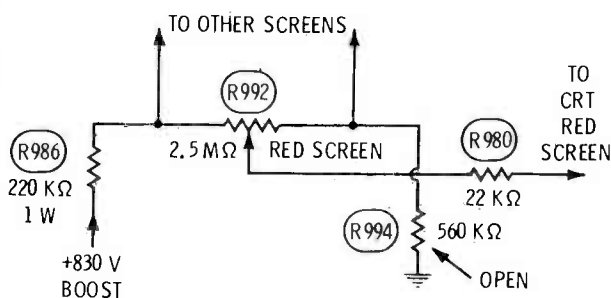 TO OTHER SCREENS
R992
TO
CRT
RED
SCREEN
R986
2.5 MΩ
RED SCREEN
R980
220 KΩ
1 W
22 KΩ
R994
560 KΩ
+830 V
BOOST
OPEN